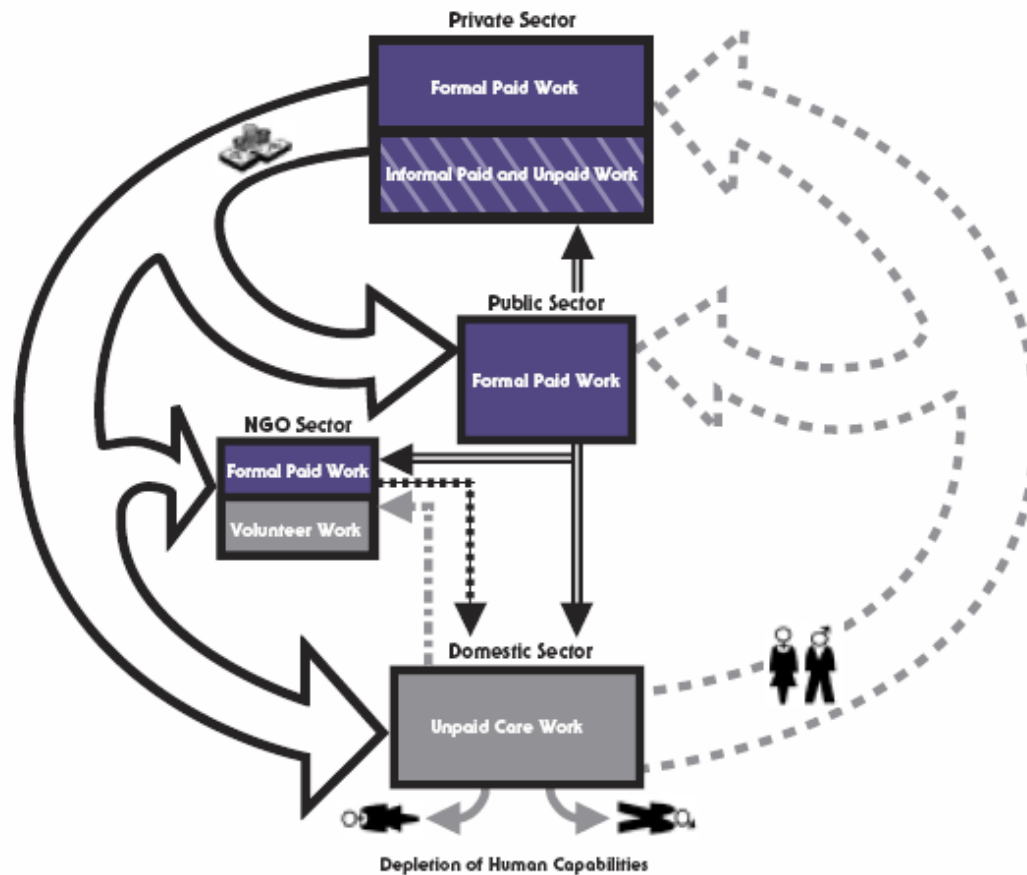 Private Sector
Formal Paid Work
Informal Paid and Unpaid Work
Public Sector
Formal Paid Work
NGO Sector
Formal Paid Work
Volunteer Work
Domestic Sector
Unpaid Care Work
Depletion of Human Capabilities